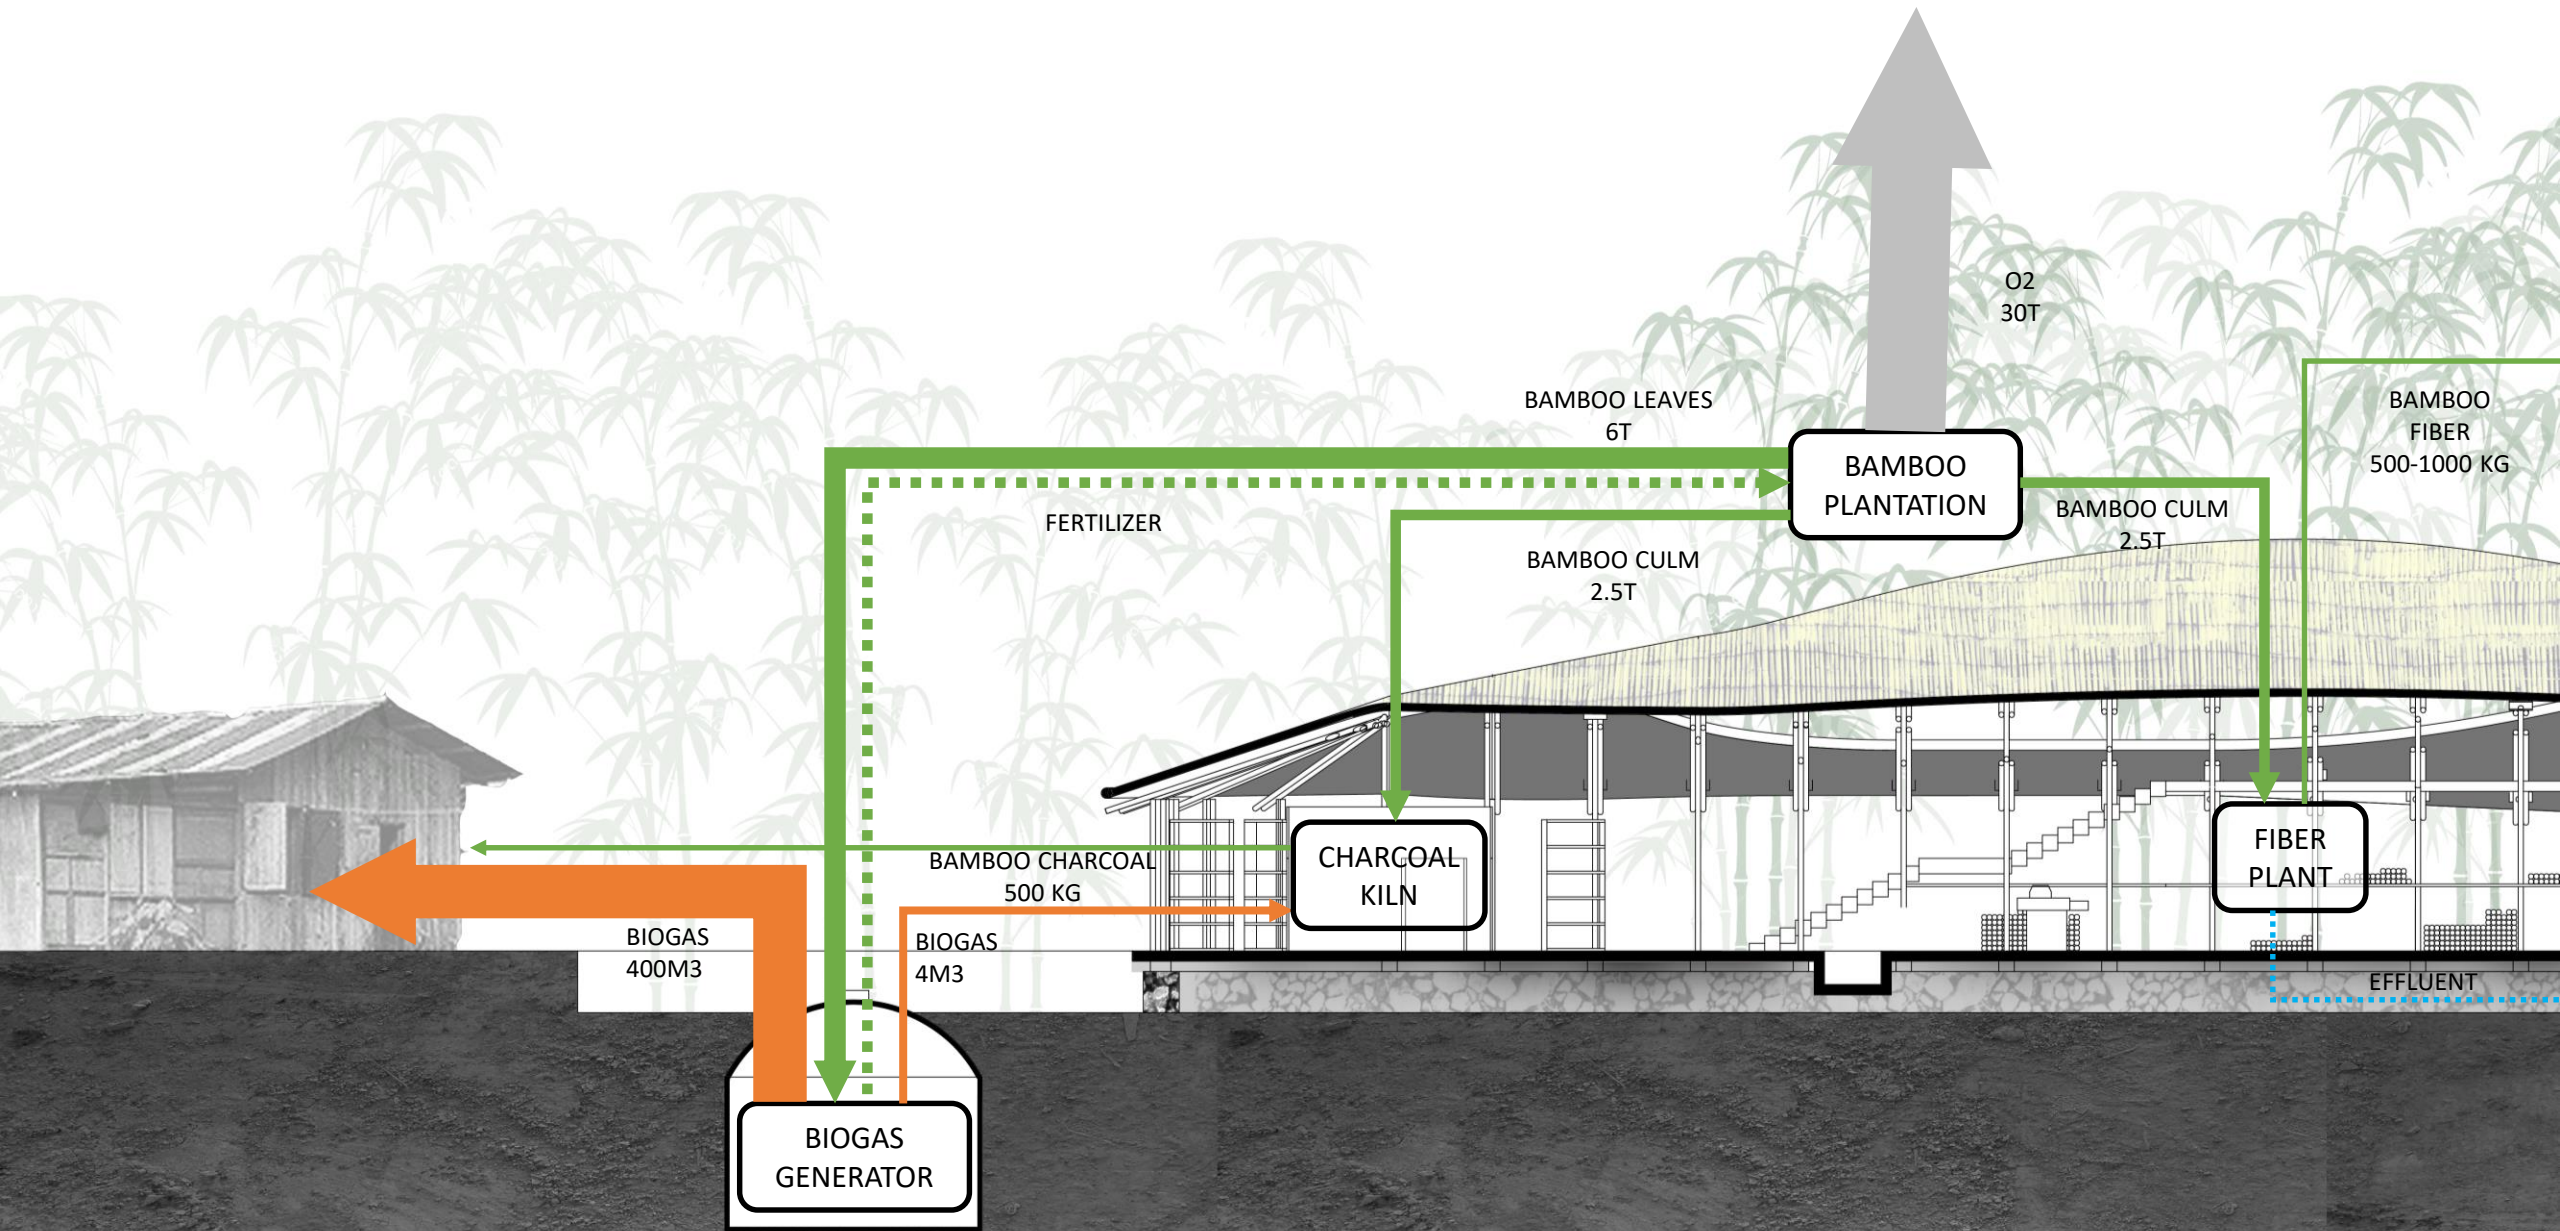 O2
30T
BAMBOO LEAVES
6T
BAMBOO
FIBER
500-1000 KG
BAMBOO
PLANTATION
FERTILIZER
BAMBOO CULM
2.5T
BAMBOO CULM
2.5T
BAMBOO CHARCOAL
500 KG
CHARCOAL
KILN
FIBER
PLANT
BIOGAS
400M3
BIOGAS
4M3
EFFLUENT
BIOGAS
GENERATOR